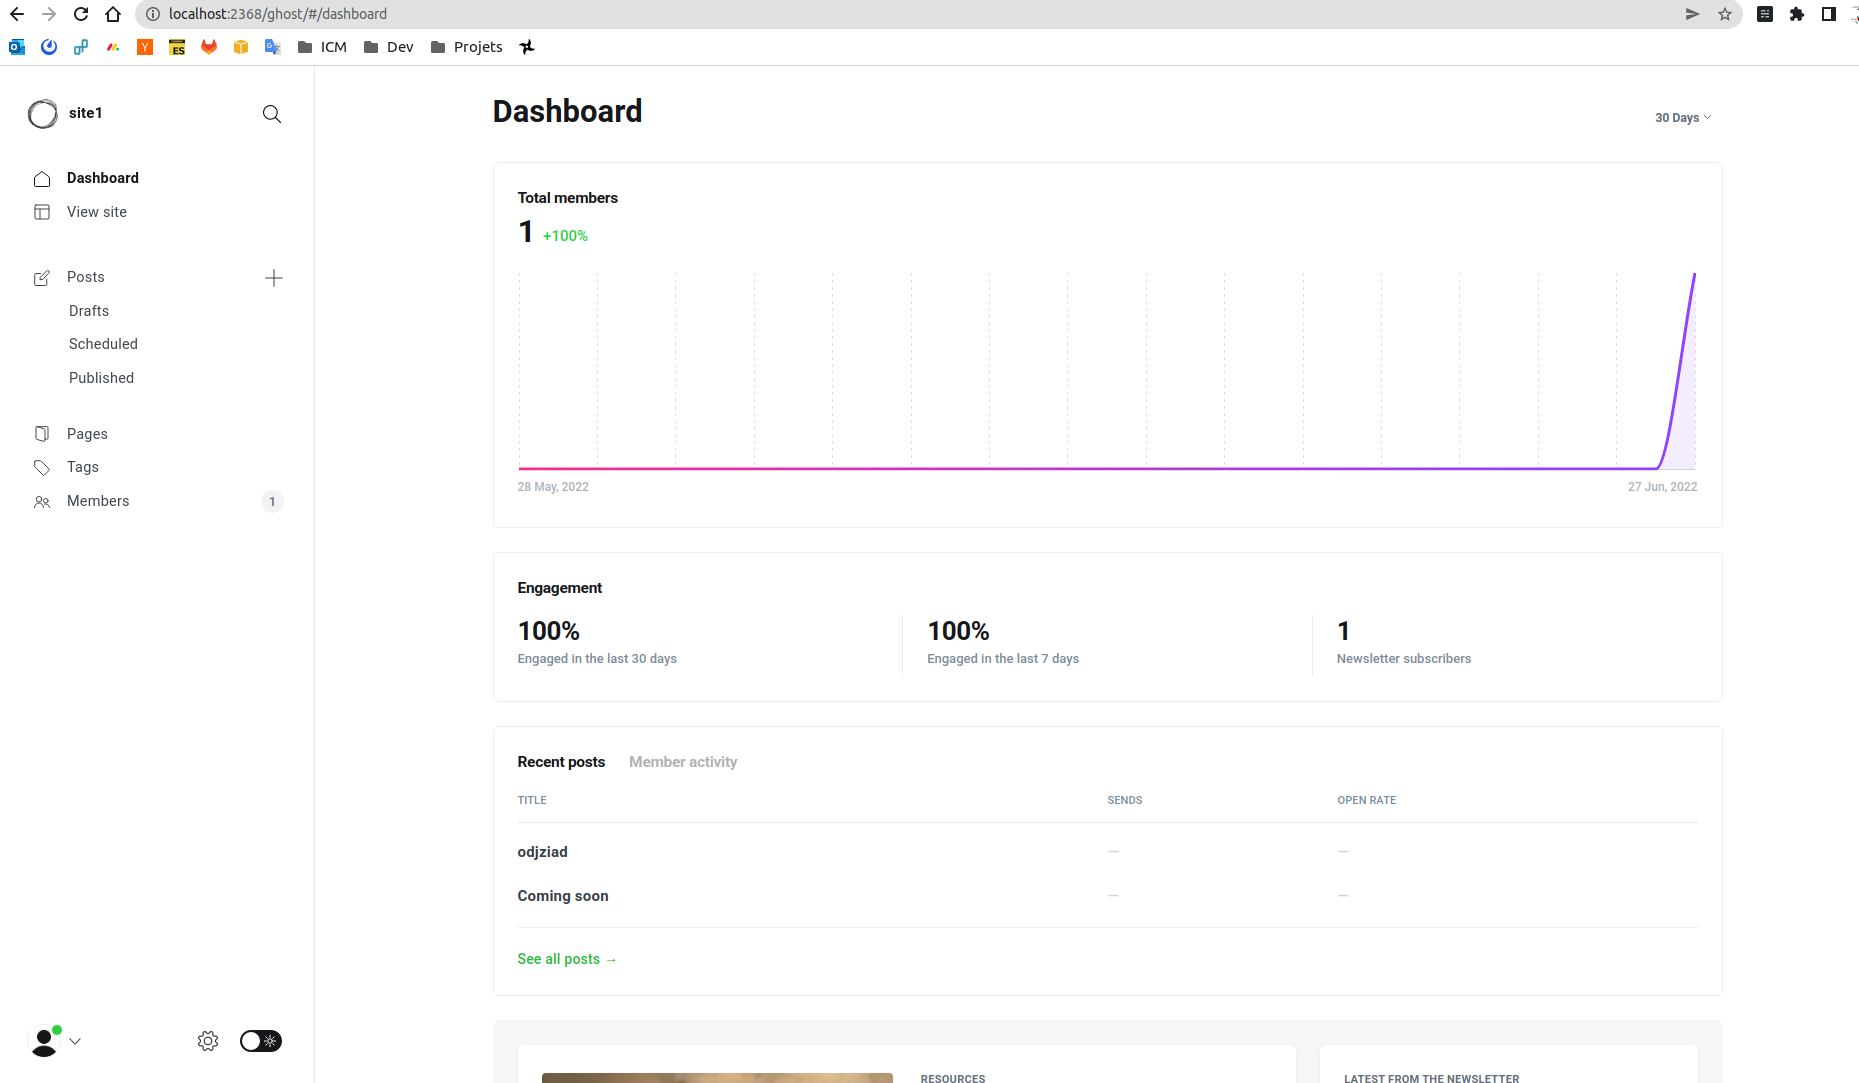 localhost:2368/ghost/#/dashboard
ES
ICM
Dev
Projets
site1
Dashboard
View site
Posts
Drafts
Scheduled
Published
Pages
Tags
Members
1
Dashboard
30 Days
Total members
1 +100%
28 May, 2022
27 Jun, 2022
Engagement
100%
Engaged in the last 30 days
100%
Engaged in the last 7 days
1
Newsletter subscribers
Recent posts
Member activity
TITLE
SENDS
OPEN RATE
odjziad
—
—
Coming soon
—
—
See all posts →
RESOURCES
LATEST FROM THE NEWSLETTER